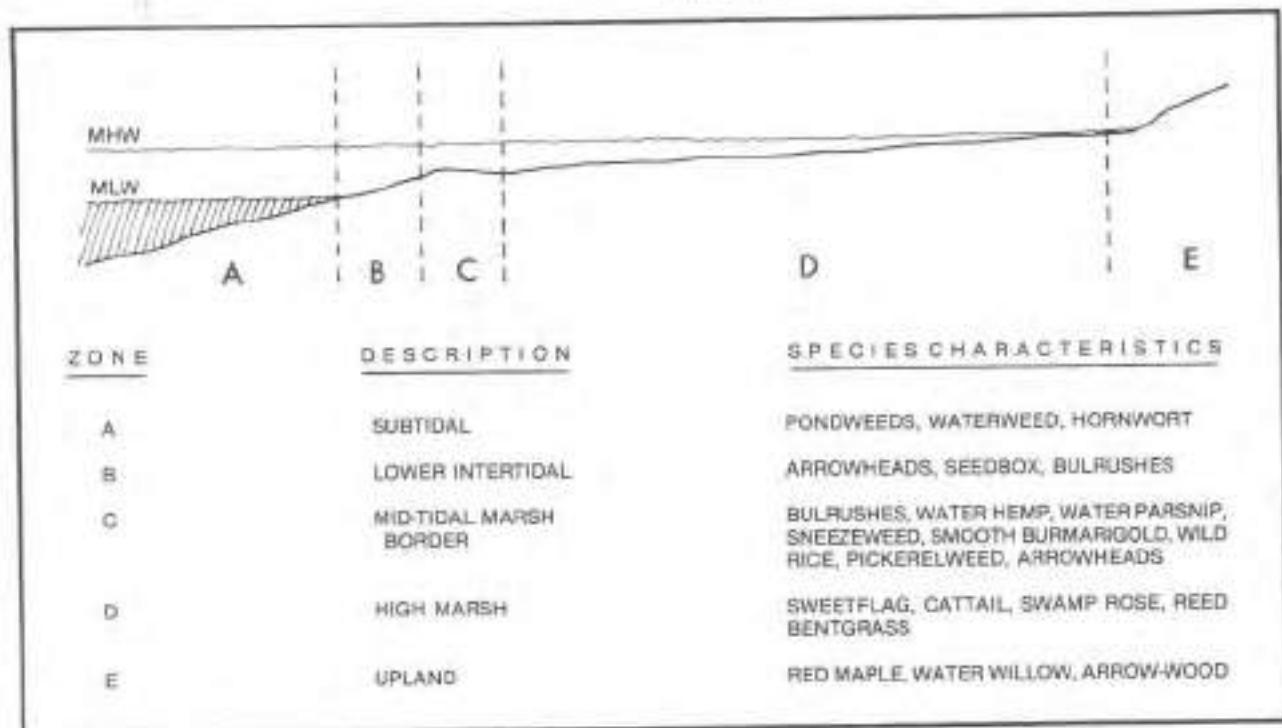 MHW
MLW
A
B
C
D
E
ZONE
DESCRIPTION
SPECIES CHARACTERISTICS
A
SUBTIDAL
PONDWEEDS, WATERWEED, HORNWORT
B
LOWER INTERTIDAL
ARROWHEADS, SEEDBOX, BULRUSHES
C
MID-TIDAL MARSH
BORDER
BULRUSHES, WATER HEMP, WATER PARSNIP,
SNEEZEWEED, SMOOTH BURMARIGOLD, WILD
RICE, PICKERELWEED, ARROWHEADS
D
HIGH MARSH
SWEETFLAG, CATTAIL, SWAMP ROSE, REED
BENTGRASS
E
UPLAND
RED MAPLE, WATER WILLOW, ARROW-WOOD